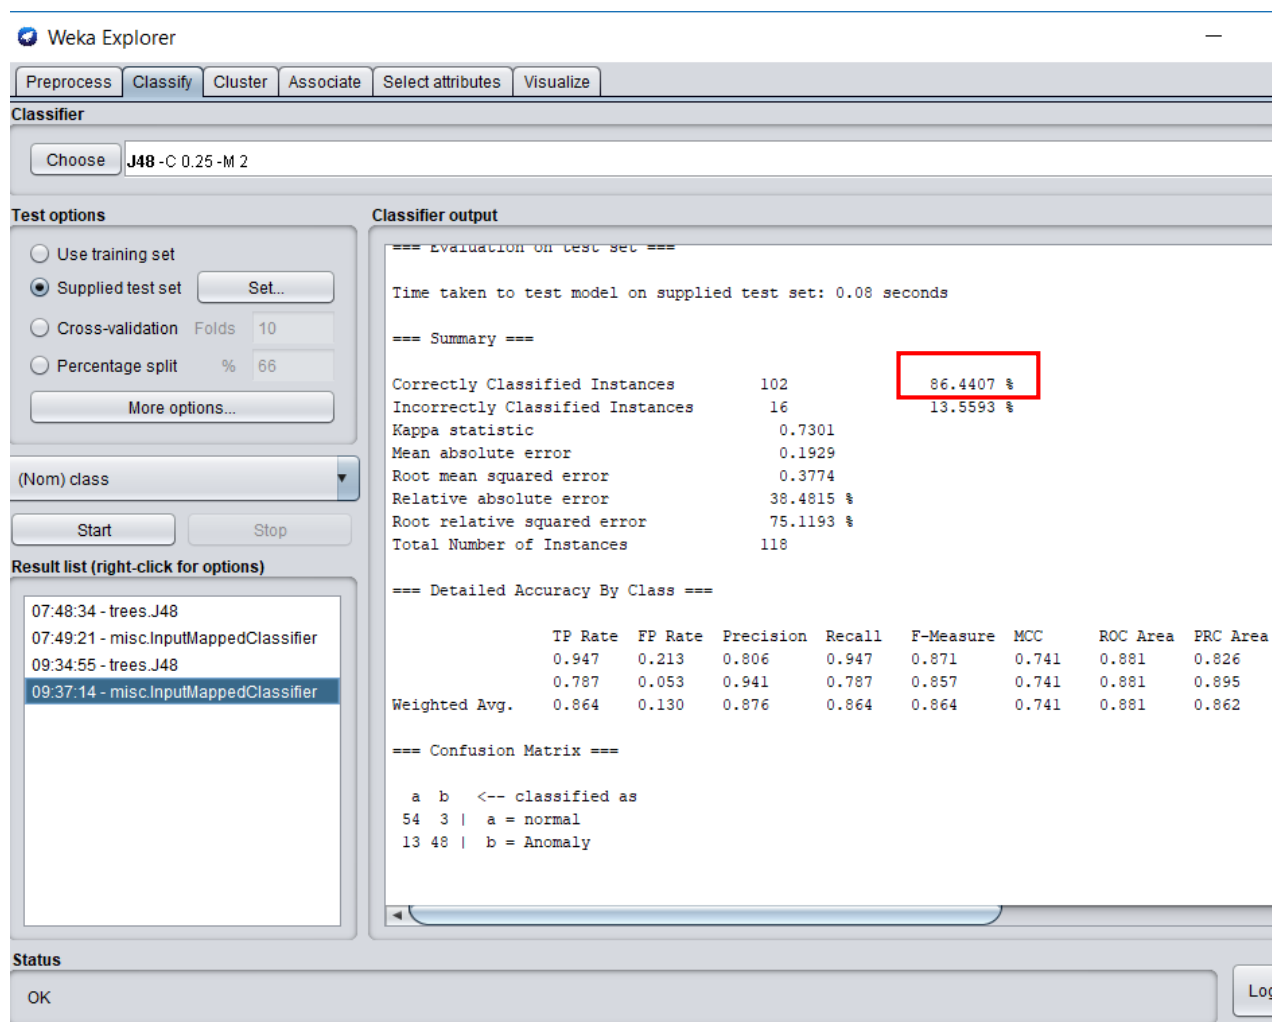 Weka Explorer
Preprocess Classify Cluster Associate Select attributes Visualize
Classifier
Choose J48 -C 0.25 -M 2
Test options
Use training set
Supplied test set Set...
Cross-validation Folds 10
Percentage split % 66
More options...
(Nom) class
Start Stop
Result list (right-click for options)
07:48:34 - trees.J48
07:49:21 - misc.InputMappedClassifier
09:34:55 - trees.J48
09:37:14 - misc.InputMappedClassifier
Classifier output
=== Evaluation on test set ===
Time taken to test model on supplied test set: 0.08 seconds
=== Summary ===
Correctly Classified Instances 102 86.4407 %
Incorrectly Classified Instances 16 13.5593 %
Kappa statistic 0.7301
Mean absolute error 0.1929
Root mean squared error 0.3774
Relative absolute error 38.4815 %
Root relative squared error 75.1193 %
Total Number of Instances 118
=== Detailed Accuracy By Class ===
TP Rate FP Rate Precision Recall F-Measure MCC ROC Area PRC Area
0.947 0.213 0.806 0.947 0.871 0.741 0.881 0.826
0.787 0.053 0.941 0.787 0.857 0.741 0.881 0.895
Weighted Avg. 0.864 0.130 0.876 0.864 0.864 0.741 0.881 0.862
=== Confusion Matrix ===
a b <-- classified as
54 3 | a = normal
13 48 | b = Anomaly
Status
OK
Log